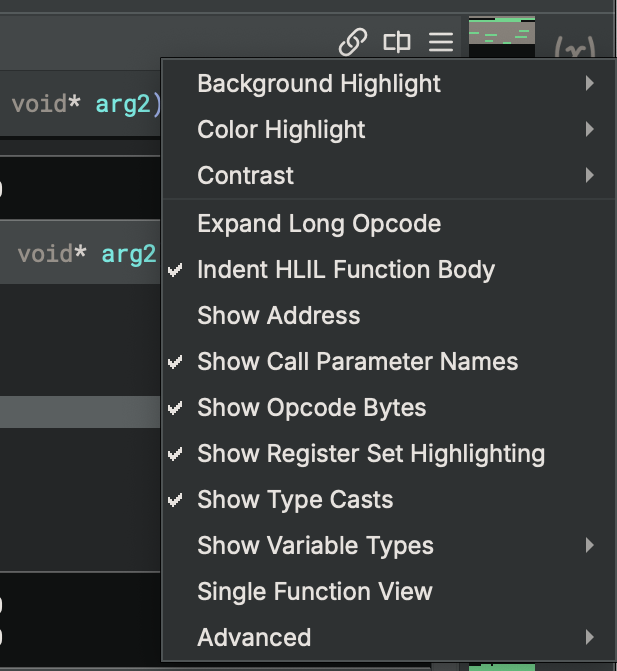 (x)
void* arg2)
void* arg2
Background Highlight
Color Highlight
Contrast
Expand Long Opcode
Indent HLIL Function Body
Show Address
Show Call Parameter Names
Show Opcode Bytes
Show Register Set Highlighting
Show Type Casts
Show Variable Types
Single Function View
Advanced